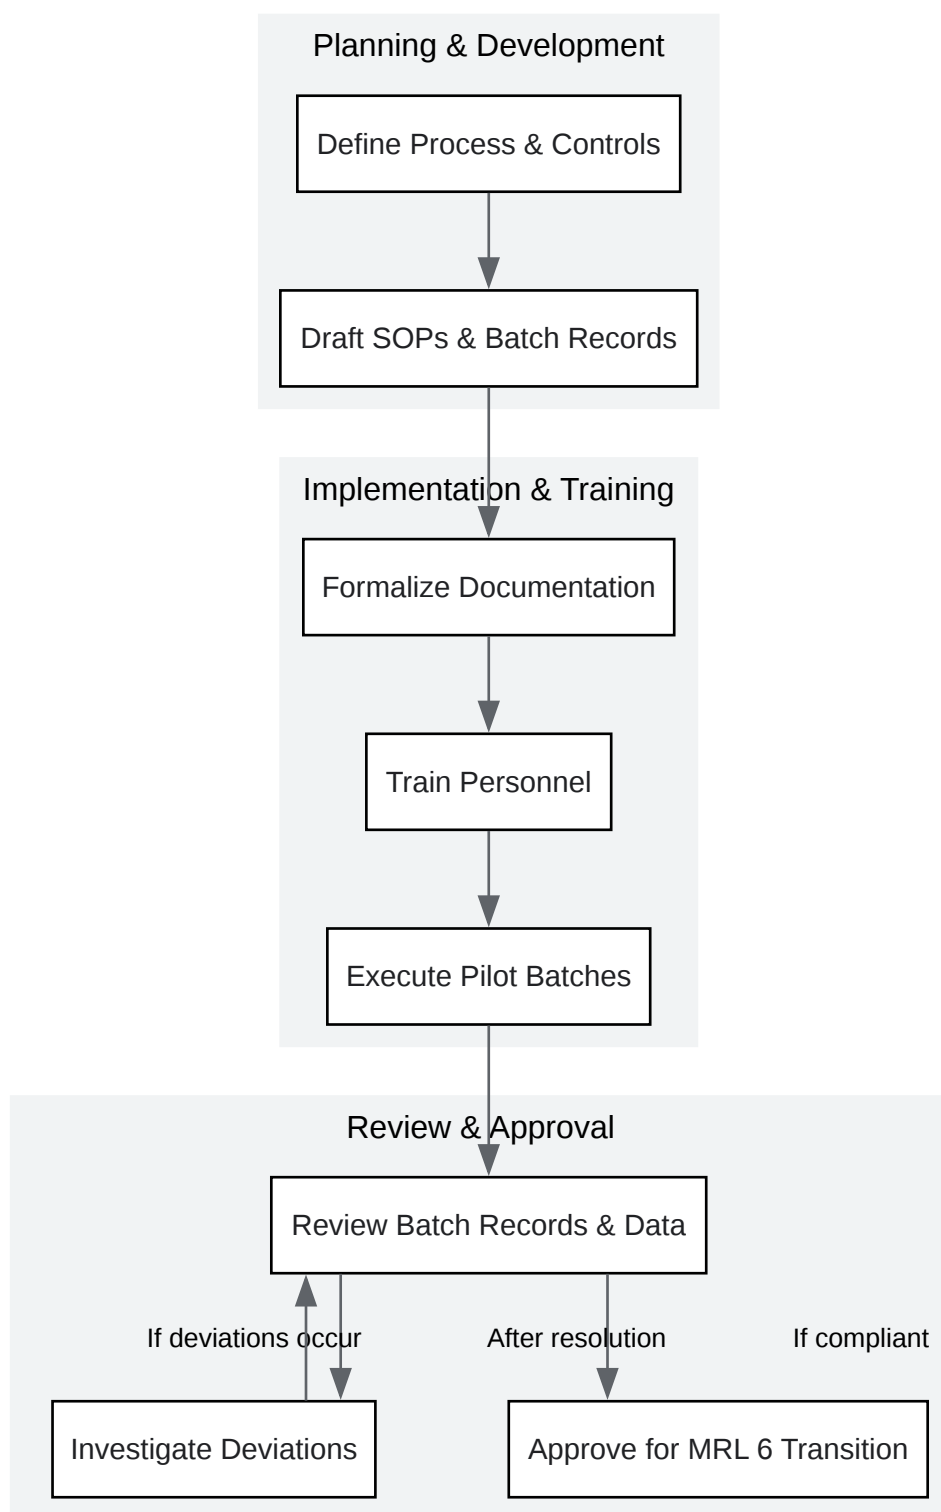 Planning & Development
Define Process & Controls
Draft SOPs & Batch Records
Implementation & Training
Formalize Documentation
Train Personnel
Execute Pilot Batches
Review & Approval
Review Batch Records & Data
If deviations occur
After resolution
If compliant
Investigate Deviations
Approve for MRL 6 Transition